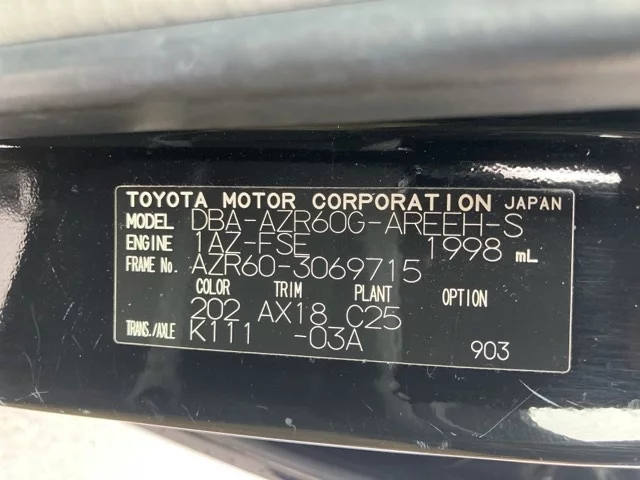 TOYOTA MOTOR CORPORATION JAPAN
MODEL DBA-AZR60G-AREEH-S
ENGINE 1AZ-FSE 1998 mL
FRAME No. AZR60-3069715
COLOR TRIM PLANT OPTION
202 AX18 C25
TRANS./AXLE K111 -03A
903